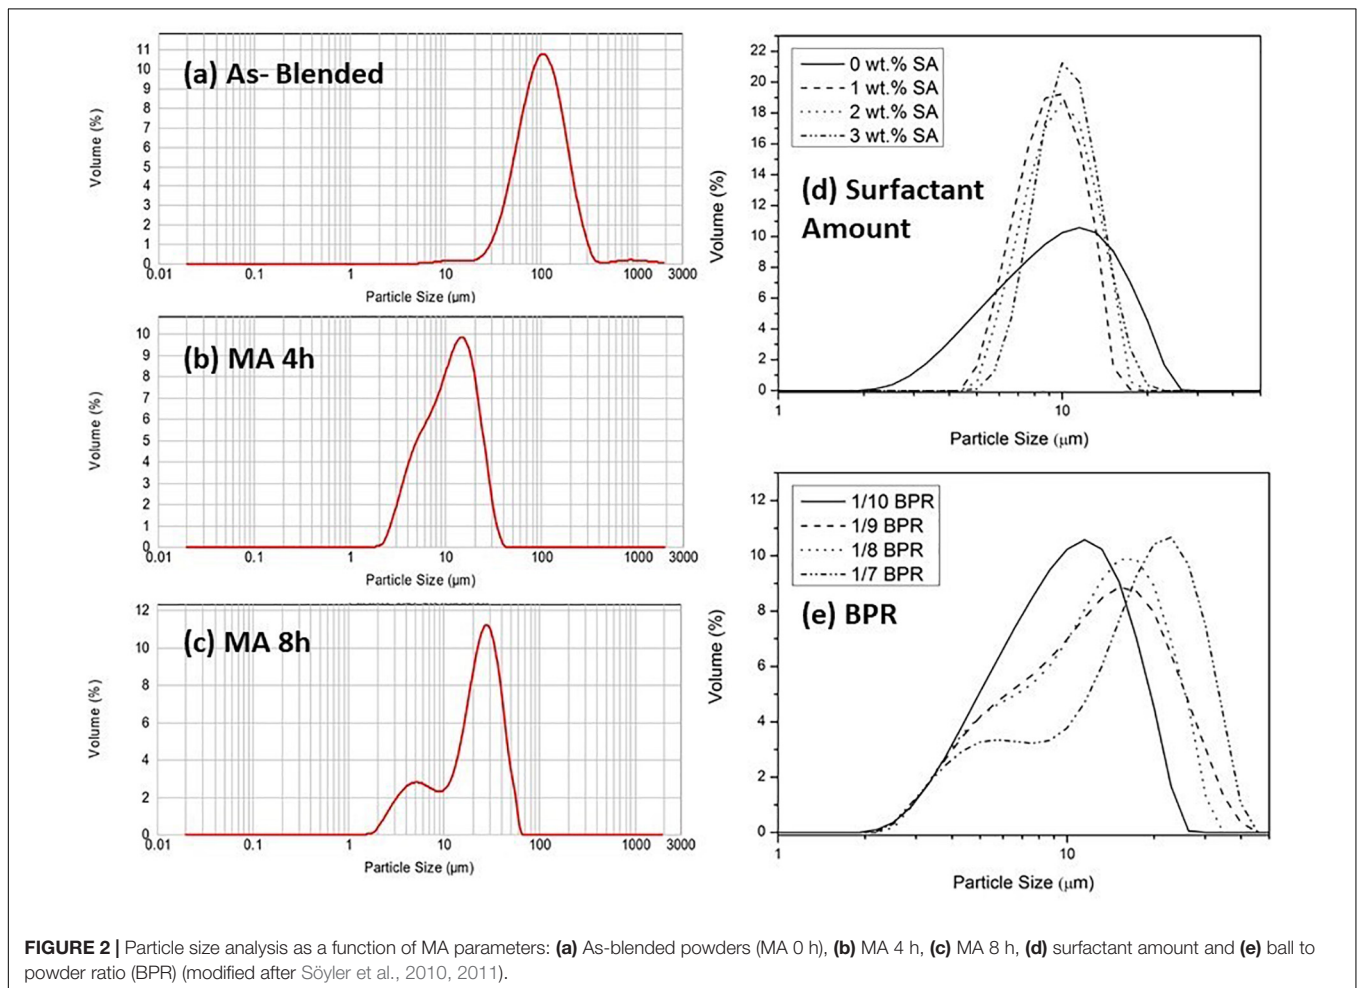 (a) As- Blended
Volume (%)
11
10
9
8
7
6
5
4
3
2
1
0
0.01 0.1 1 10 100 1000 3000
Particle Size (µm)
(b) MA 4h
Volume (%)
10
9
8
7
6
5
4
3
2
1
0
0.01 0.1 1 10 100 1000 3000
Particle Size (µm)
(c) MA 8h
Volume (%)
12
10
8
6
4
2
0
0.01 0.1 1 10 100 1000 3000
Particle Size (µm)
0 wt.% SA
1 wt.% SA
2 wt.% SA
3 wt.% SA
(d) Surfactant
Amount
Volume (%)
22
20
18
16
14
12
10
8
6
4
2
0
1 10
Particle Size (µm)
1/10 BPR
1/9 BPR
1/8 BPR
1/7 BPR
(e) BPR
Volume (%)
12
10
8
6
4
2
0
1 10
Particle Size (µm)
FIGURE 2 | Particle size analysis as a function of MA parameters: (a) As-blended powders (MA 0 h), (b) MA 4 h, (c) MA 8 h, (d) surfactant amount and (e) ball to
powder ratio (BPR) (modified after Söyler et al., 2010, 2011).